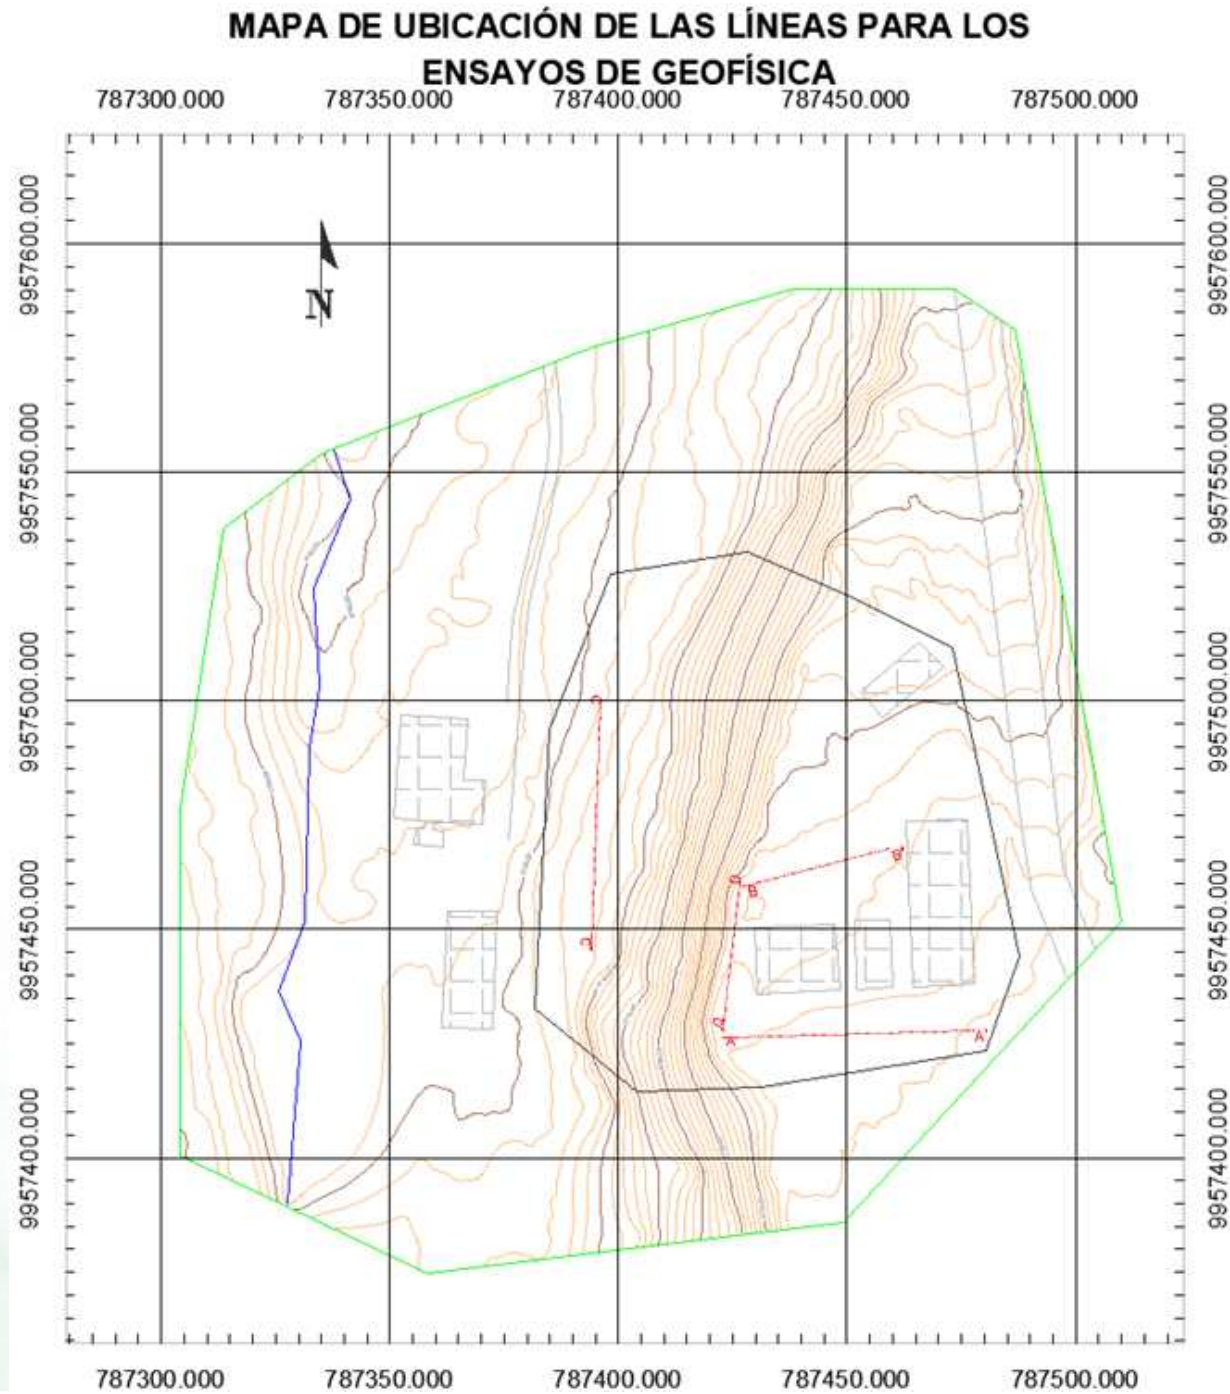 MAPA DE UBICACIÓN DE LAS LÍNEAS PARA LOS
ENSAYOS DE GEOFÍSICA
787300.000 787350.000 787400.000 787450.000 787500.000
9957600.000 9957600.000
N
9957550.000 9957550.000
9957500.000 9957500.000
C
B'
D
B
9957450.000 9957450.000
C
D
A A'
9957400.000 9957400.000
787300.000 787350.000 787400.000 787450.000 787500.000